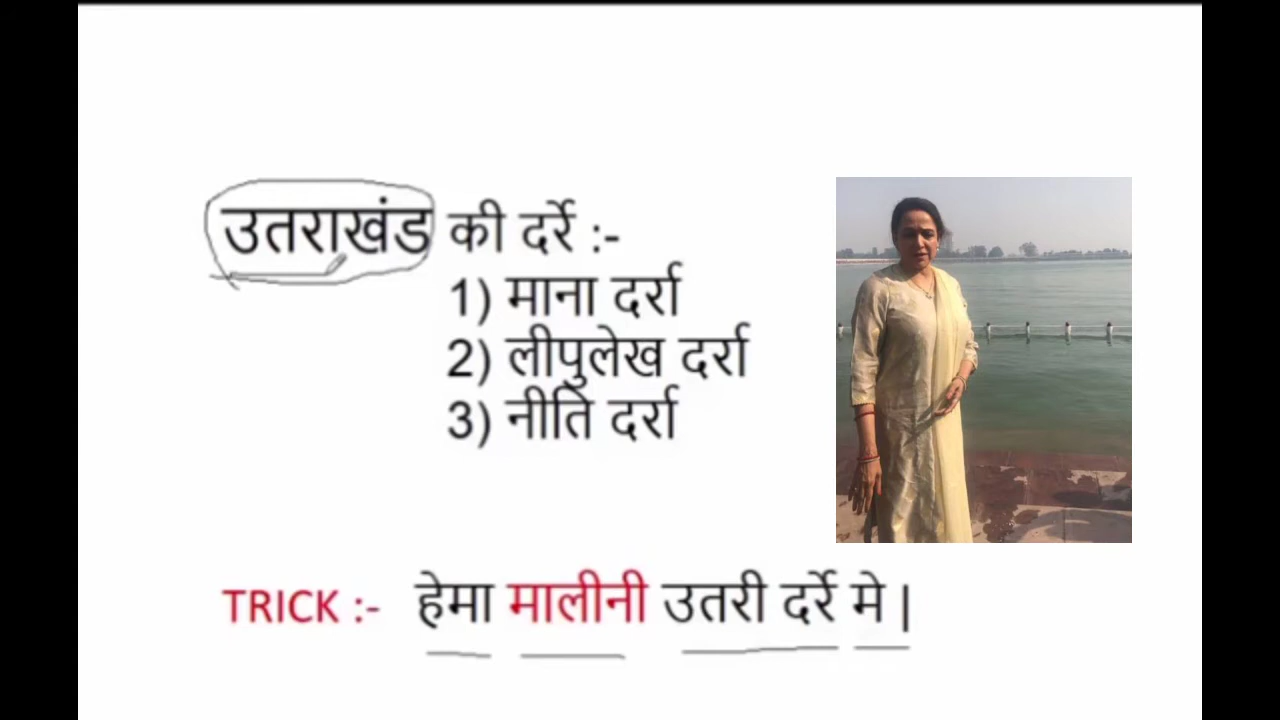 उतराखंड की दर्रे :-
1) माना दर्रा
2) लीपुलेख दर्रा
3) नीति दर्रा
TRICK :- हेमा मालीनी उतरी दर्रे मे |